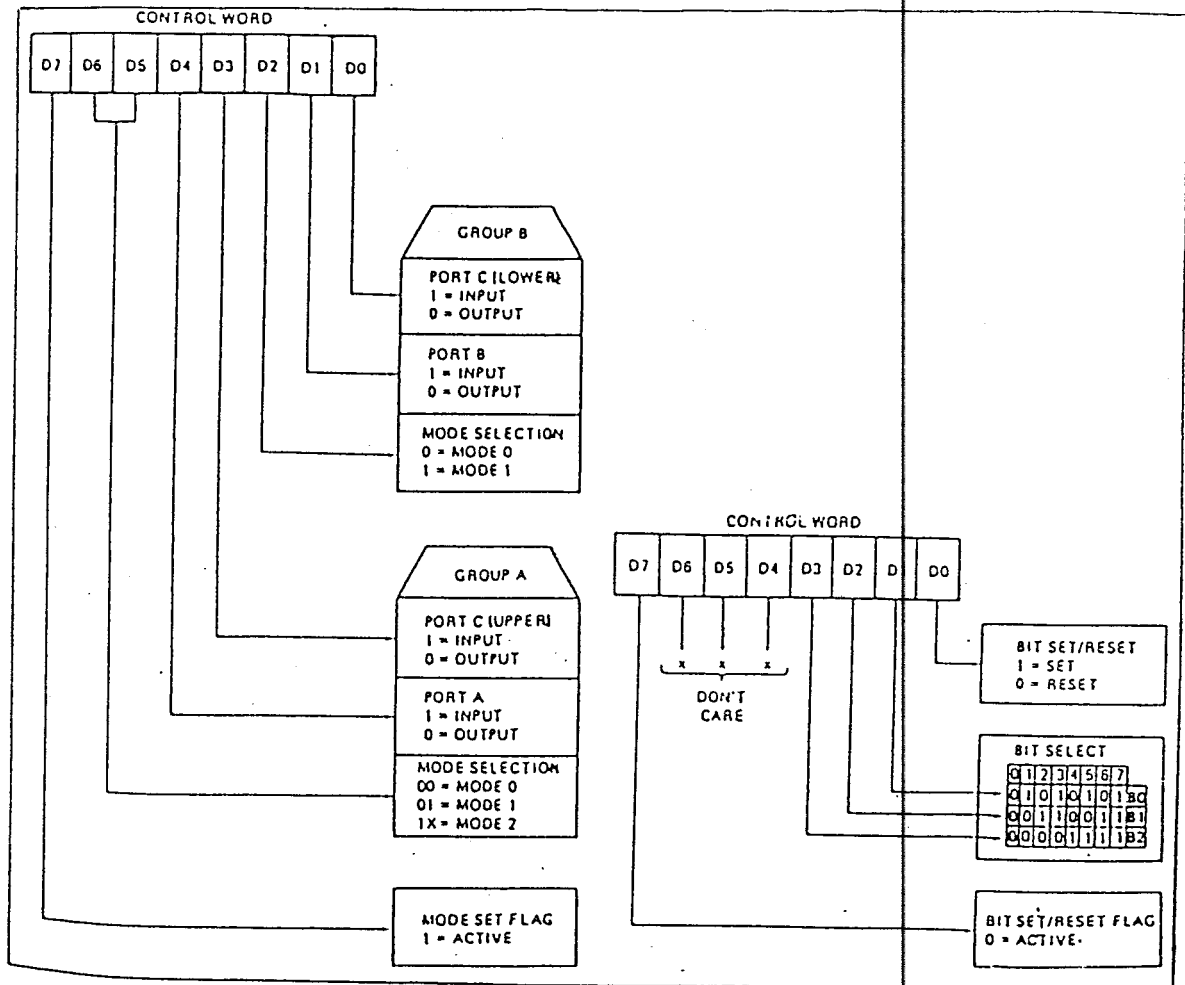 CONTROL WORD
D7 D6 D5 D4 D3 D2 D1 D0
GROUP B
PORT C (LOWER)
1 = INPUT
0 = OUTPUT
PORT B
1 = INPUT
0 = OUTPUT
MODE SELECTION
0 = MODE 0
1 = MODE 1
GROUP A
PORT C (UPPER)
1 = INPUT
0 = OUTPUT
PORT A
1 = INPUT
0 = OUTPUT
MODE SELECTION
00 = MODE 0
01 = MODE 1
1X = MODE 2
MODE SET FLAG
1 = ACTIVE
CONTROL WORD
D7 D6 D5 D4 D3 D2 D D0
x x x
DON'T
CARE
BIT SET/RESET
1 = SET
0 = RESET
BIT SELECT
0 1 2 3 4 5 6 7
0 1 0 1 0 1 0 1 B0
0 0 1 1 0 0 1 1 B1
0 0 0 0 1 1 1 1 B2
BIT SET/RESET FLAG
0 = ACTIVE